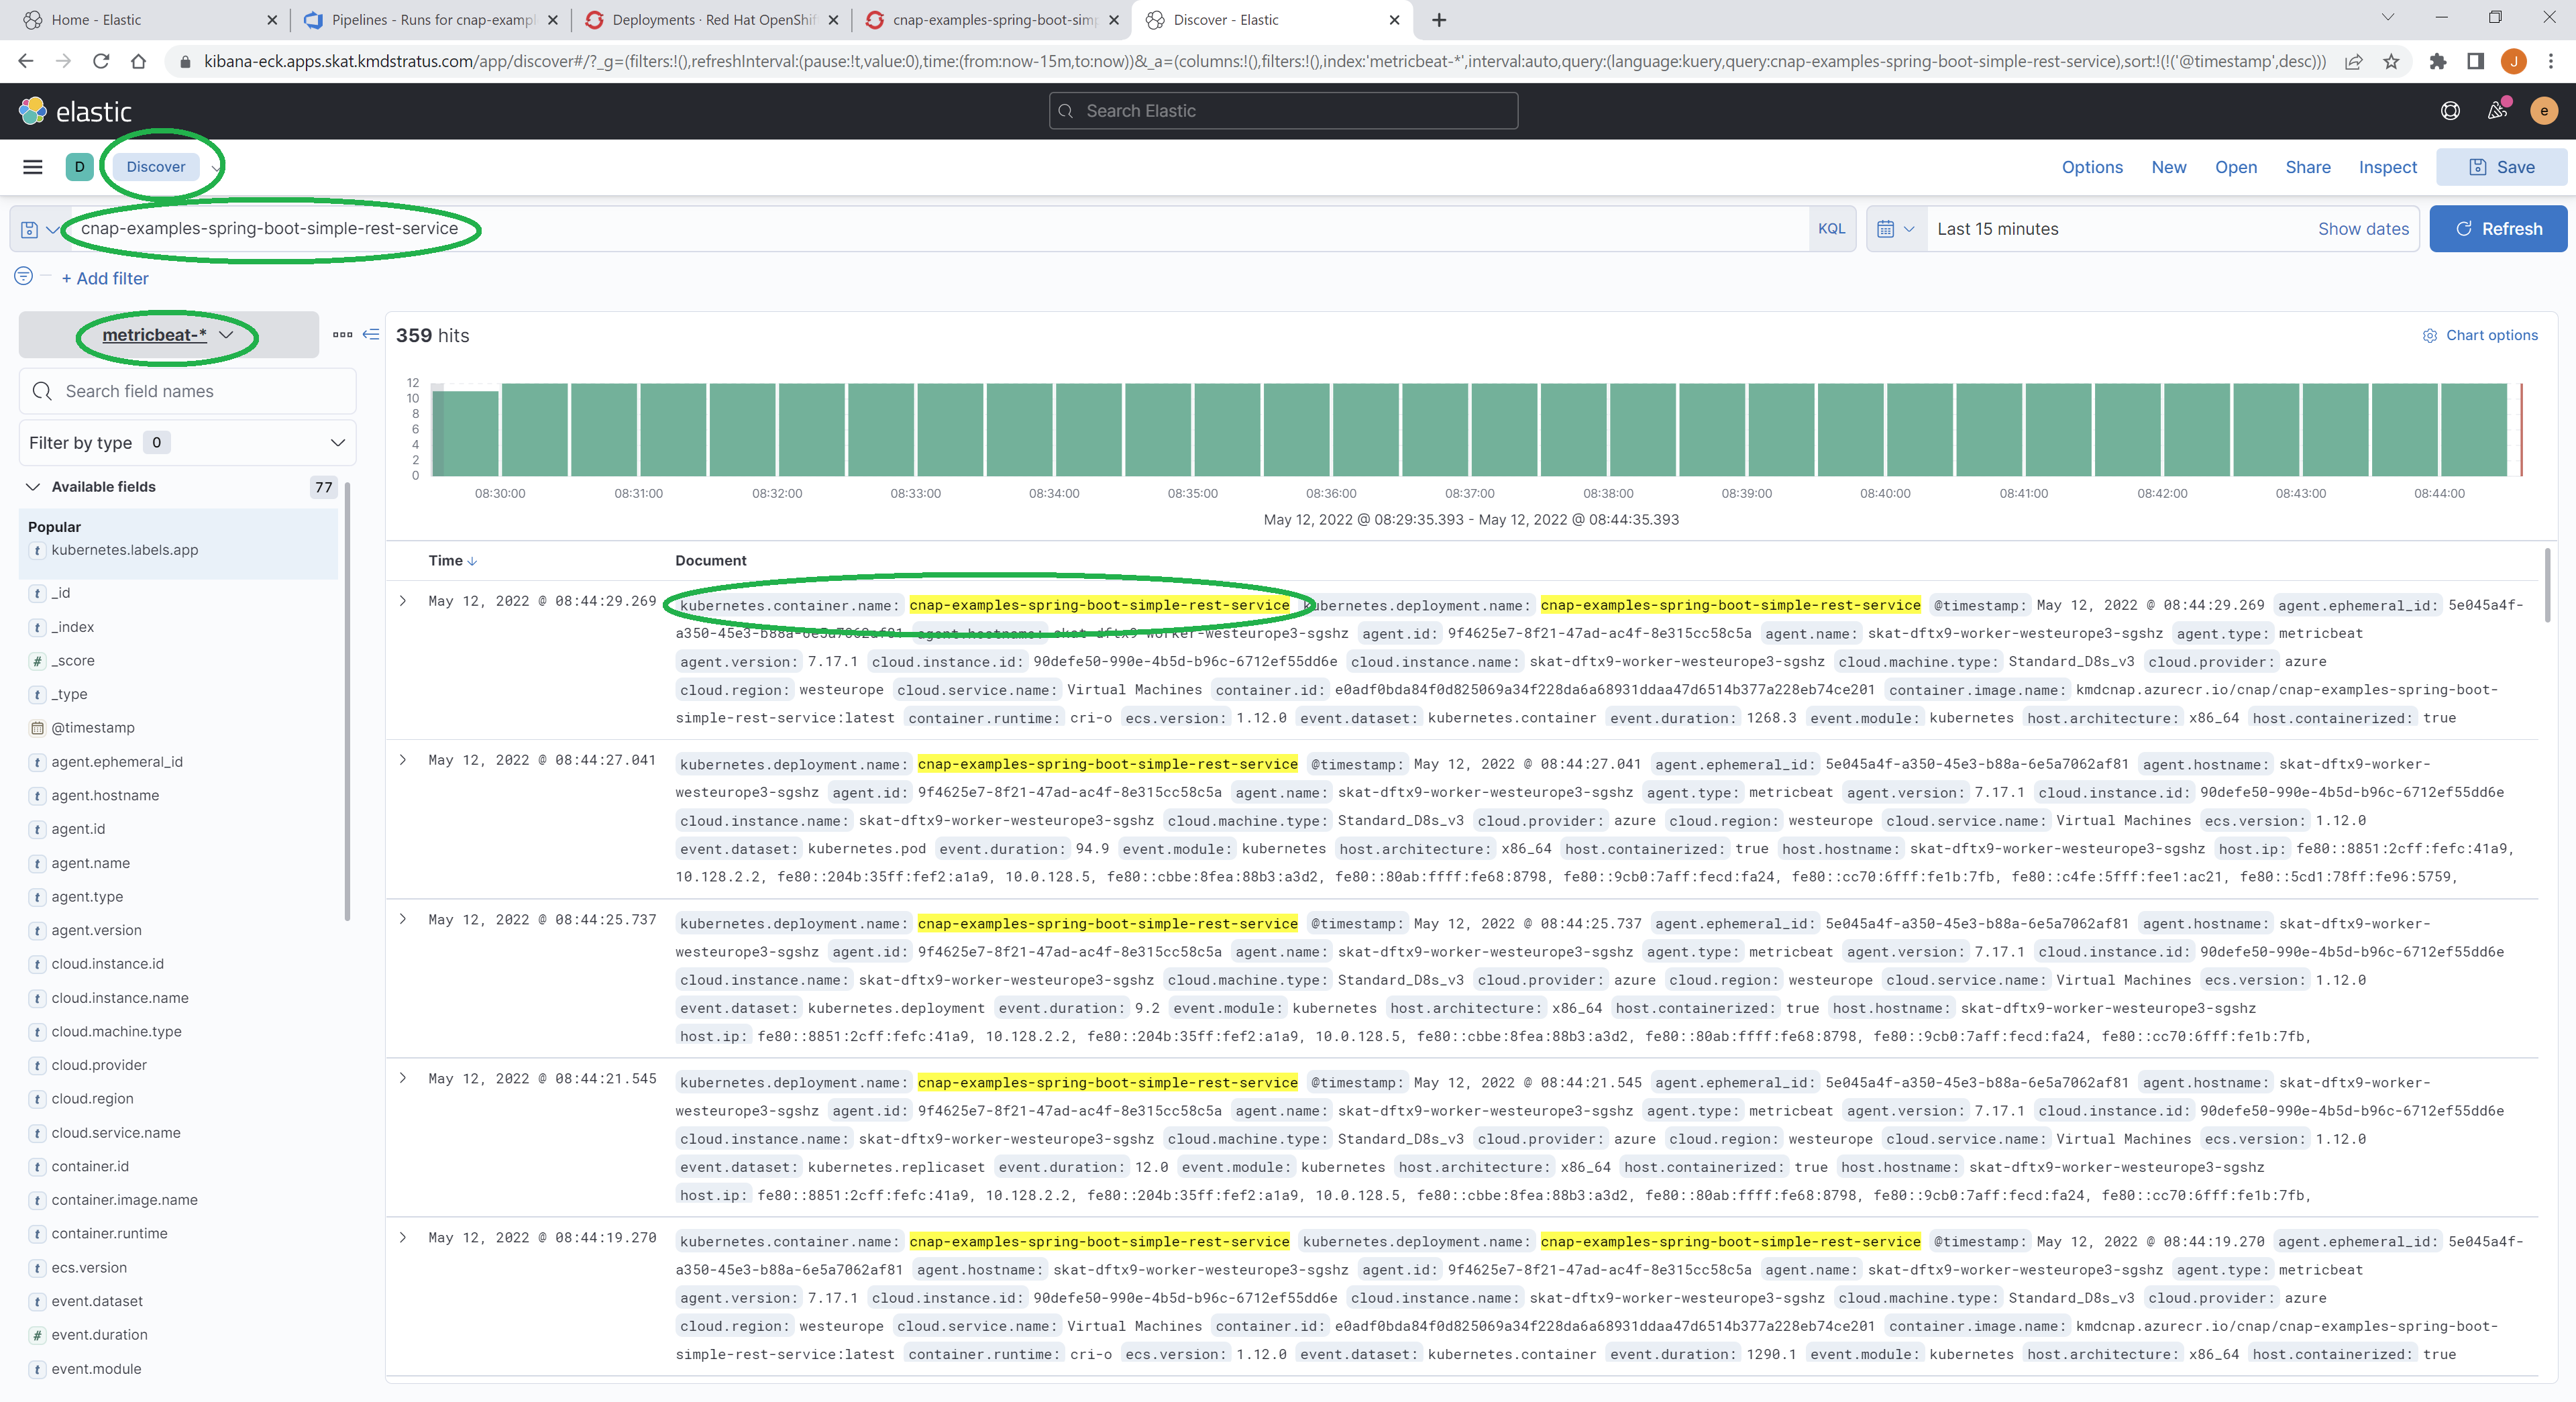 Home - Elastic
Pipelines - Runs for cnap-exampl
Deployments · Red Hat OpenShif
cnap-examples-spring-boot-simp
Discover - Elastic
kibana-eck.apps.skat.kmdstratus.com/app/discover#/?_g=(filters:!(),refreshInterval:(pause:!t,value:0),time:(from:now-15m,to:now))&_a=(columns:!(),filters:!(),index:'metricbeat-*',interval:auto,query:(language:kuery,query:cnap-examples-spring-boot-simple-rest-service),sort:!(!('@timestamp',desc)))
J
elastic
Search Elastic
e
D
Discover
Options
New
Open
Share
Inspect
Save
cnap-examples-spring-boot-simple-rest-service
KQL
Last 15 minutes
Show dates
Refresh
+ Add filter
metricbeat-*
359 hits
Chart options
Search field names
Filter by type 0
Available fields 77
Popular
t kubernetes.labels.app
t _id
t _index
# _score
t _type
@timestamp
t agent.ephemeral_id
t agent.hostname
t agent.id
t agent.name
t agent.type
t agent.version
t cloud.instance.id
t cloud.instance.name
t cloud.machine.type
t cloud.provider
t cloud.region
t cloud.service.name
t container.id
t container.image.name
t container.runtime
t ecs.version
t event.dataset
# event.duration
t event.module
12
10
8
6
4
2
0
08:30:00 08:31:00 08:32:00 08:33:00 08:34:00 08:35:00 08:36:00 08:37:00 08:38:00 08:39:00 08:40:00 08:41:00 08:42:00 08:43:00 08:44:00
May 12, 2022 @ 08:29:35.393 - May 12, 2022 @ 08:44:35.393
Time Document
May 12, 2022 @ 08:44:29.269
kubernetes.container.name: cnap-examples-spring-boot-simple-rest-service kubernetes.deployment.name: cnap-examples-spring-boot-simple-rest-service @timestamp: May 12, 2022 @ 08:44:29.269 agent.ephemeral_id: 5e045a4f-
a350-45e3-b88a-6e5a7062af81 agent.hostname: skat-dftx9-worker-westeurope3-sgshz agent.id: 9f4625e7-8f21-47ad-ac4f-8e315cc58c5a agent.name: skat-dftx9-worker-westeurope3-sgshz agent.type: metricbeat
agent.version: 7.17.1 cloud.instance.id: 90defe50-990e-4b5d-b96c-6712ef55dd6e cloud.instance.name: skat-dftx9-worker-westeurope3-sgshz cloud.machine.type: Standard_D8s_v3 cloud.provider: azure
cloud.region: westeurope cloud.service.name: Virtual Machines container.id: e0adf0bda84f0d825069a34f228da6a68931ddaa47d6514b377a228eb74ce201 container.image.name: kmdcnap.azurecr.io/cnap/cnap-examples-spring-boot-
simple-rest-service:latest container.runtime: cri-o ecs.version: 1.12.0 event.dataset: kubernetes.container event.duration: 1268.3 event.module: kubernetes host.architecture: x86_64 host.containerized: true
May 12, 2022 @ 08:44:27.041
kubernetes.deployment.name: cnap-examples-spring-boot-simple-rest-service @timestamp: May 12, 2022 @ 08:44:27.041 agent.ephemeral_id: 5e045a4f-a350-45e3-b88a-6e5a7062af81 agent.hostname: skat-dftx9-worker-
westeurope3-sgshz agent.id: 9f4625e7-8f21-47ad-ac4f-8e315cc58c5a agent.name: skat-dftx9-worker-westeurope3-sgshz agent.type: metricbeat agent.version: 7.17.1 cloud.instance.id: 90defe50-990e-4b5d-b96c-6712ef55dd6e
cloud.instance.name: skat-dftx9-worker-westeurope3-sgshz cloud.machine.type: Standard_D8s_v3 cloud.provider: azure cloud.region: westeurope cloud.service.name: Virtual Machines ecs.version: 1.12.0
event.dataset: kubernetes.pod event.duration: 94.9 event.module: kubernetes host.architecture: x86_64 host.containerized: true host.hostname: skat-dftx9-worker-westeurope3-sgshz host.ip: fe80::8851:2cff:fefc:41a9,
10.128.2.2, fe80::204b:35ff:fef2:a1a9, 10.0.128.5, fe80::cbbe:8fea:88b3:a3d2, fe80::80ab:ffff:fe68:8798, fe80::9cb0:7aff:fecd:fa24, fe80::cc70:6fff:fe1b:7fb, fe80::c4fe:5fff:fee1:ac21, fe80::5cd1:78ff:fe96:5759,
May 12, 2022 @ 08:44:25.737
kubernetes.deployment.name: cnap-examples-spring-boot-simple-rest-service @timestamp: May 12, 2022 @ 08:44:25.737 agent.ephemeral_id: 5e045a4f-a350-45e3-b88a-6e5a7062af81 agent.hostname: skat-dftx9-worker-
westeurope3-sgshz agent.id: 9f4625e7-8f21-47ad-ac4f-8e315cc58c5a agent.name: skat-dftx9-worker-westeurope3-sgshz agent.type: metricbeat agent.version: 7.17.1 cloud.instance.id: 90defe50-990e-4b5d-b96c-6712ef55dd6e
cloud.instance.name: skat-dftx9-worker-westeurope3-sgshz cloud.machine.type: Standard_D8s_v3 cloud.provider: azure cloud.region: westeurope cloud.service.name: Virtual Machines ecs.version: 1.12.0
event.dataset: kubernetes.deployment event.duration: 9.2 event.module: kubernetes host.architecture: x86_64 host.containerized: true host.hostname: skat-dftx9-worker-westeurope3-sgshz
host.ip: fe80::8851:2cff:fefc:41a9, 10.128.2.2, fe80::204b:35ff:fef2:a1a9, 10.0.128.5, fe80::cbbe:8fea:88b3:a3d2, fe80::80ab:ffff:fe68:8798, fe80::9cb0:7aff:fecd:fa24, fe80::cc70:6fff:fe1b:7fb,
May 12, 2022 @ 08:44:21.545
kubernetes.deployment.name: cnap-examples-spring-boot-simple-rest-service @timestamp: May 12, 2022 @ 08:44:21.545 agent.ephemeral_id: 5e045a4f-a350-45e3-b88a-6e5a7062af81 agent.hostname: skat-dftx9-worker-
westeurope3-sgshz agent.id: 9f4625e7-8f21-47ad-ac4f-8e315cc58c5a agent.name: skat-dftx9-worker-westeurope3-sgshz agent.type: metricbeat agent.version: 7.17.1 cloud.instance.id: 90defe50-990e-4b5d-b96c-6712ef55dd6e
cloud.instance.name: skat-dftx9-worker-westeurope3-sgshz cloud.machine.type: Standard_D8s_v3 cloud.provider: azure cloud.region: westeurope cloud.service.name: Virtual Machines ecs.version: 1.12.0
event.dataset: kubernetes.replicaset event.duration: 12.0 event.module: kubernetes host.architecture: x86_64 host.containerized: true host.hostname: skat-dftx9-worker-westeurope3-sgshz
host.ip: fe80::8851:2cff:fefc:41a9, 10.128.2.2, fe80::204b:35ff:fef2:a1a9, 10.0.128.5, fe80::cbbe:8fea:88b3:a3d2, fe80::80ab:ffff:fe68:8798, fe80::9cb0:7aff:fecd:fa24, fe80::cc70:6fff:fe1b:7fb,
May 12, 2022 @ 08:44:19.270
kubernetes.container.name: cnap-examples-spring-boot-simple-rest-service kubernetes.deployment.name: cnap-examples-spring-boot-simple-rest-service @timestamp: May 12, 2022 @ 08:44:19.270 agent.ephemeral_id: 5e045a4f-
a350-45e3-b88a-6e5a7062af81 agent.hostname: skat-dftx9-worker-westeurope3-sgshz agent.id: 9f4625e7-8f21-47ad-ac4f-8e315cc58c5a agent.name: skat-dftx9-worker-westeurope3-sgshz agent.type: metricbeat
agent.version: 7.17.1 cloud.instance.id: 90defe50-990e-4b5d-b96c-6712ef55dd6e cloud.instance.name: skat-dftx9-worker-westeurope3-sgshz cloud.machine.type: Standard_D8s_v3 cloud.provider: azure
cloud.region: westeurope cloud.service.name: Virtual Machines container.id: e0adf0bda84f0d825069a34f228da6a68931ddaa47d6514b377a228eb74ce201 container.image.name: kmdcnap.azurecr.io/cnap/cnap-examples-spring-boot-
simple-rest-service:latest container.runtime: cri-o ecs.version: 1.12.0 event.dataset: kubernetes.container event.duration: 1290.1 event.module: kubernetes host.architecture: x86_64 host.containerized: true